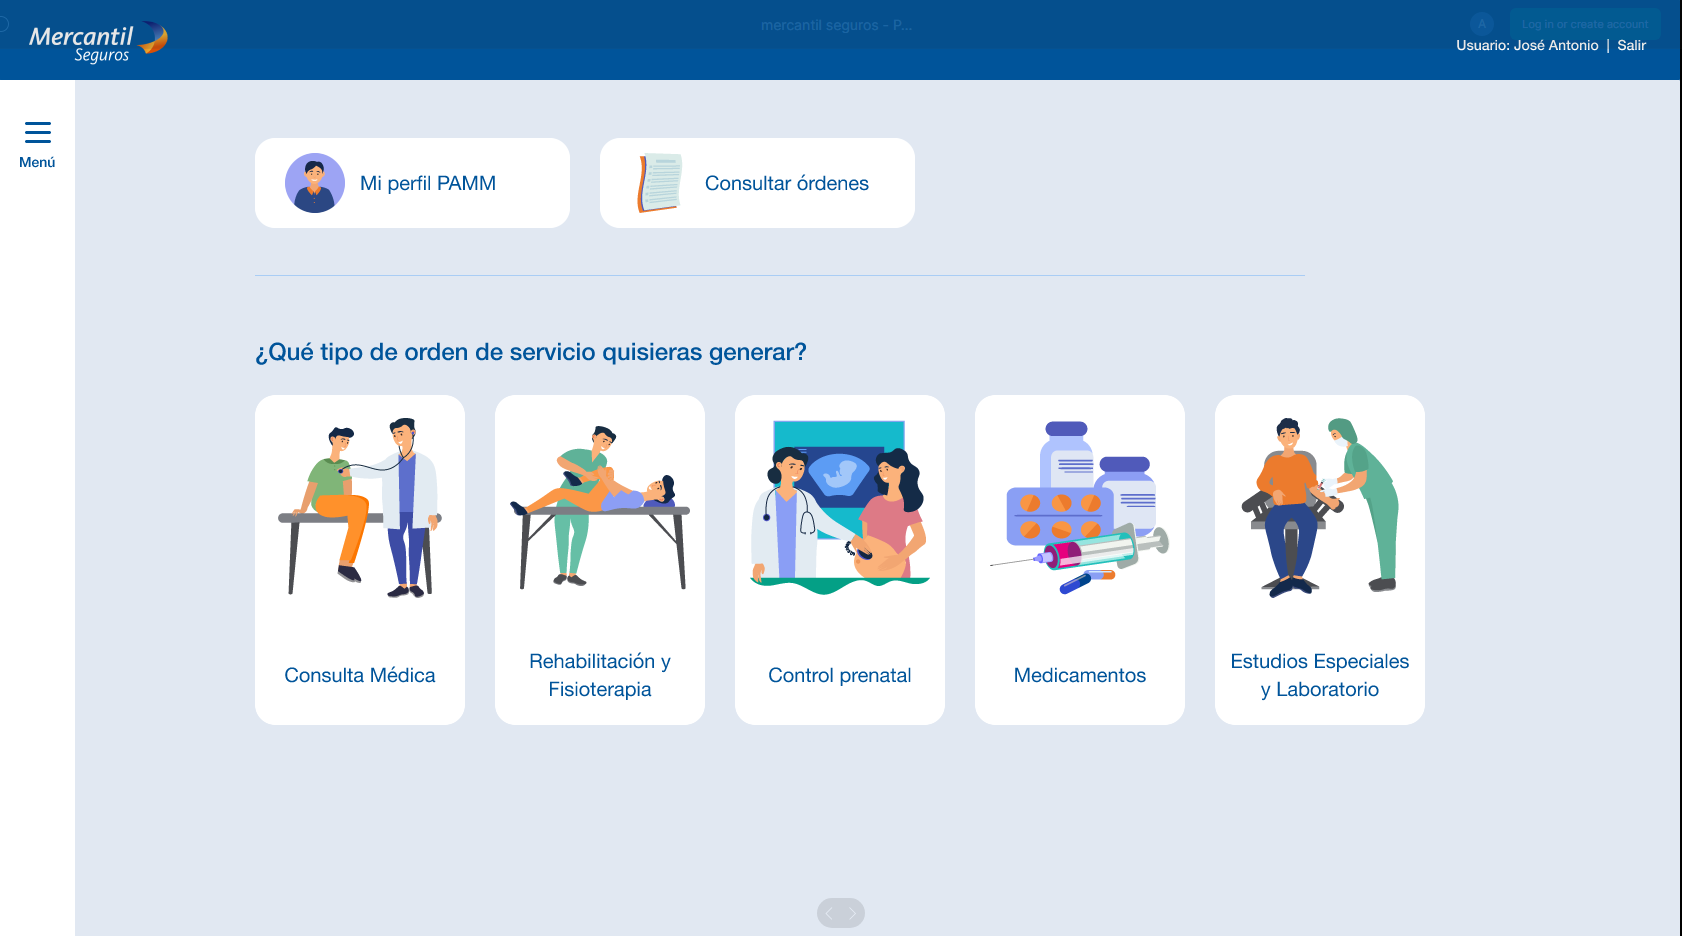 mercantil seguros - P...
A
Log in or create account
Mercantil
Seguros
Usuario: José Antonio | Salir
Menú
Mi perfil PAMM
Consultar órdenes
¿Qué tipo de orden de servicio quisieras generar?
Consulta Médica
Rehabilitación y
Fisioterapia
Control prenatal
Medicamentos
Estudios Especiales
y Laboratorio